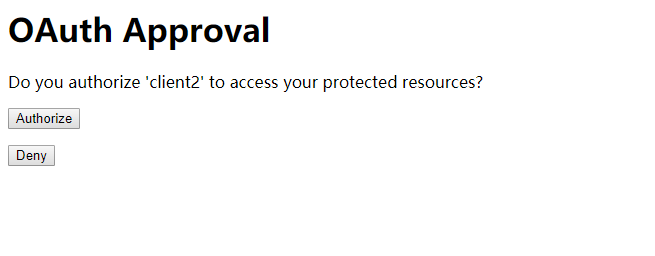 OAuth Approval
Do you authorize 'client2' to access your protected resources?
Authorize
Deny